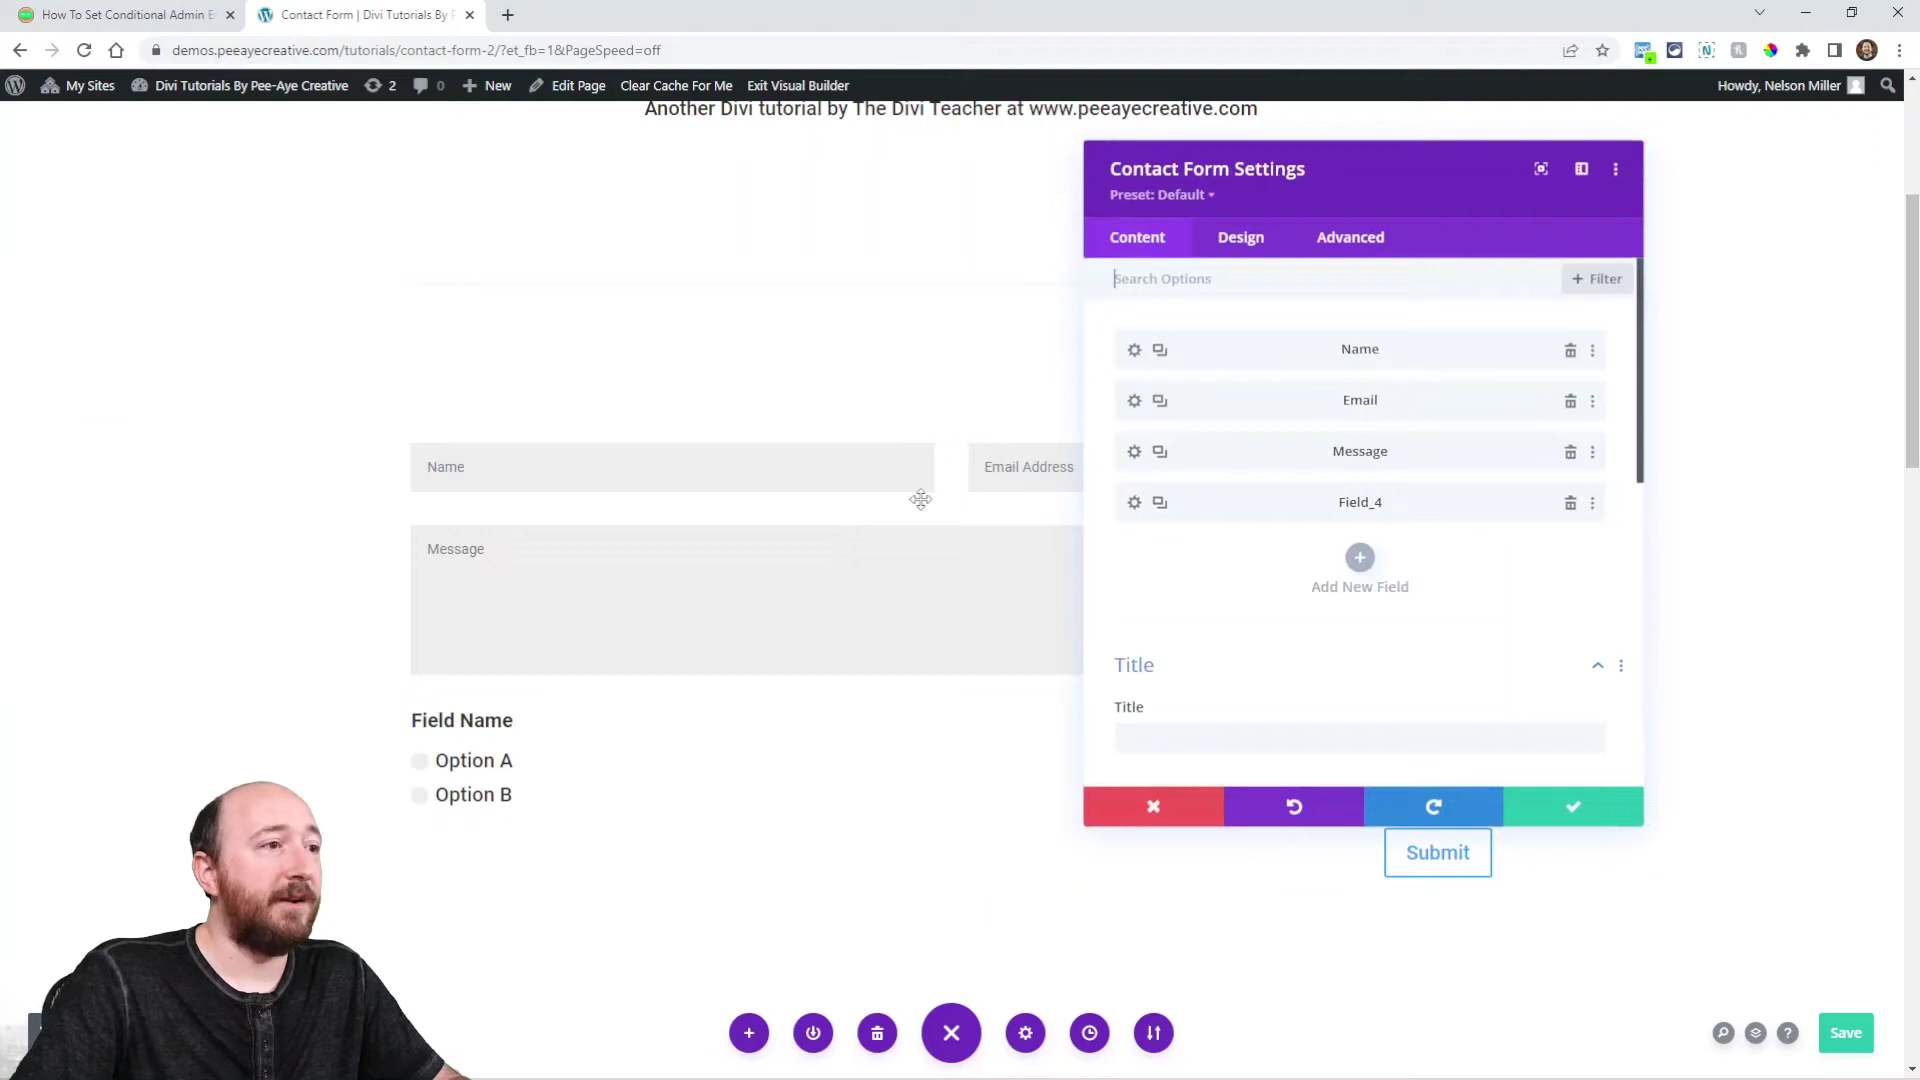 How To Set Conditional Admin E
Contact Form | Divi Tutorials By P
demos.peeayecreative.com/tutorials/contact-form-2/?et_fb=1&PageSpeed=off
My Sites
Divi Tutorials By Pee-Aye Creative
2
0
New
Edit Page
Clear Cache For Me
Exit Visual Builder
Howdy, Nelson Miller
Another Divi tutorial by The Divi Teacher at www.peeayecreative.com
Contact Form Settings
Preset: Default
Content
Design
Advanced
Search Options
+ Filter
Name
Email
Message
Field_4
Add New Field
Title
Title
Name
Email Address
Message
Field Name
Option A
Option B
Submit
Save